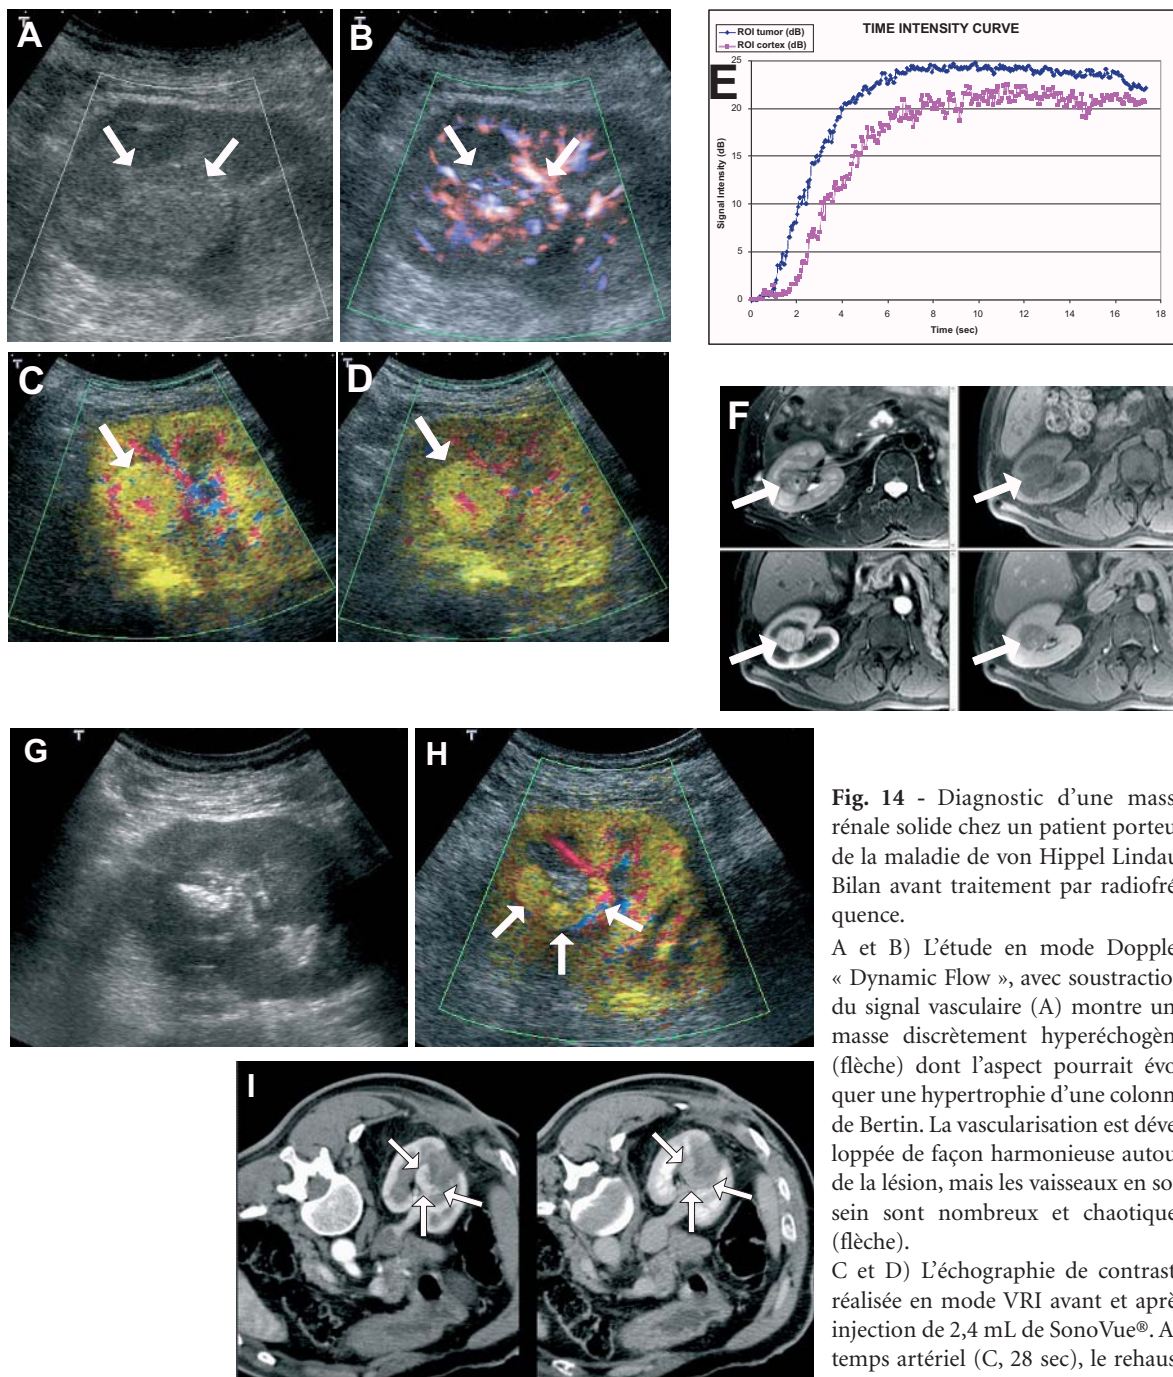 A
B
TIME INTENSITY CURVE
ROI tumor (dB)
ROI cortex (dB)
E
Signal Intensity (dB)
25
20
15
10
5
0
0 2 4 6 8 10 12 14 16 18
Time (sec)
C
D
F
G
H
I
Fig. 14 - Diagnostic d'une mass
rénale solide chez un patient porteu
de la maladie de von Hippel Lindau
Bilan avant traitement par radiofré
quence.
A et B) L'étude en mode Dopple
« Dynamic Flow », avec soustractio
du signal vasculaire (A) montre un
masse discrètement hyperéchogèn
(flèche) dont l'aspect pourrait évo
quer une hypertrophie d'une colonn
de Bertin. La vascularisation est déve
loppée de façon harmonieuse autou
de la lésion, mais les vaisseaux en so
sein sont nombreux et chaotique
(flèche).
C et D) L'échographie de contrast
réalisée en mode VRI avant et aprè
injection de 2,4 mL de SonoVue®. A
temps artériel (C, 28 sec), le rehaus